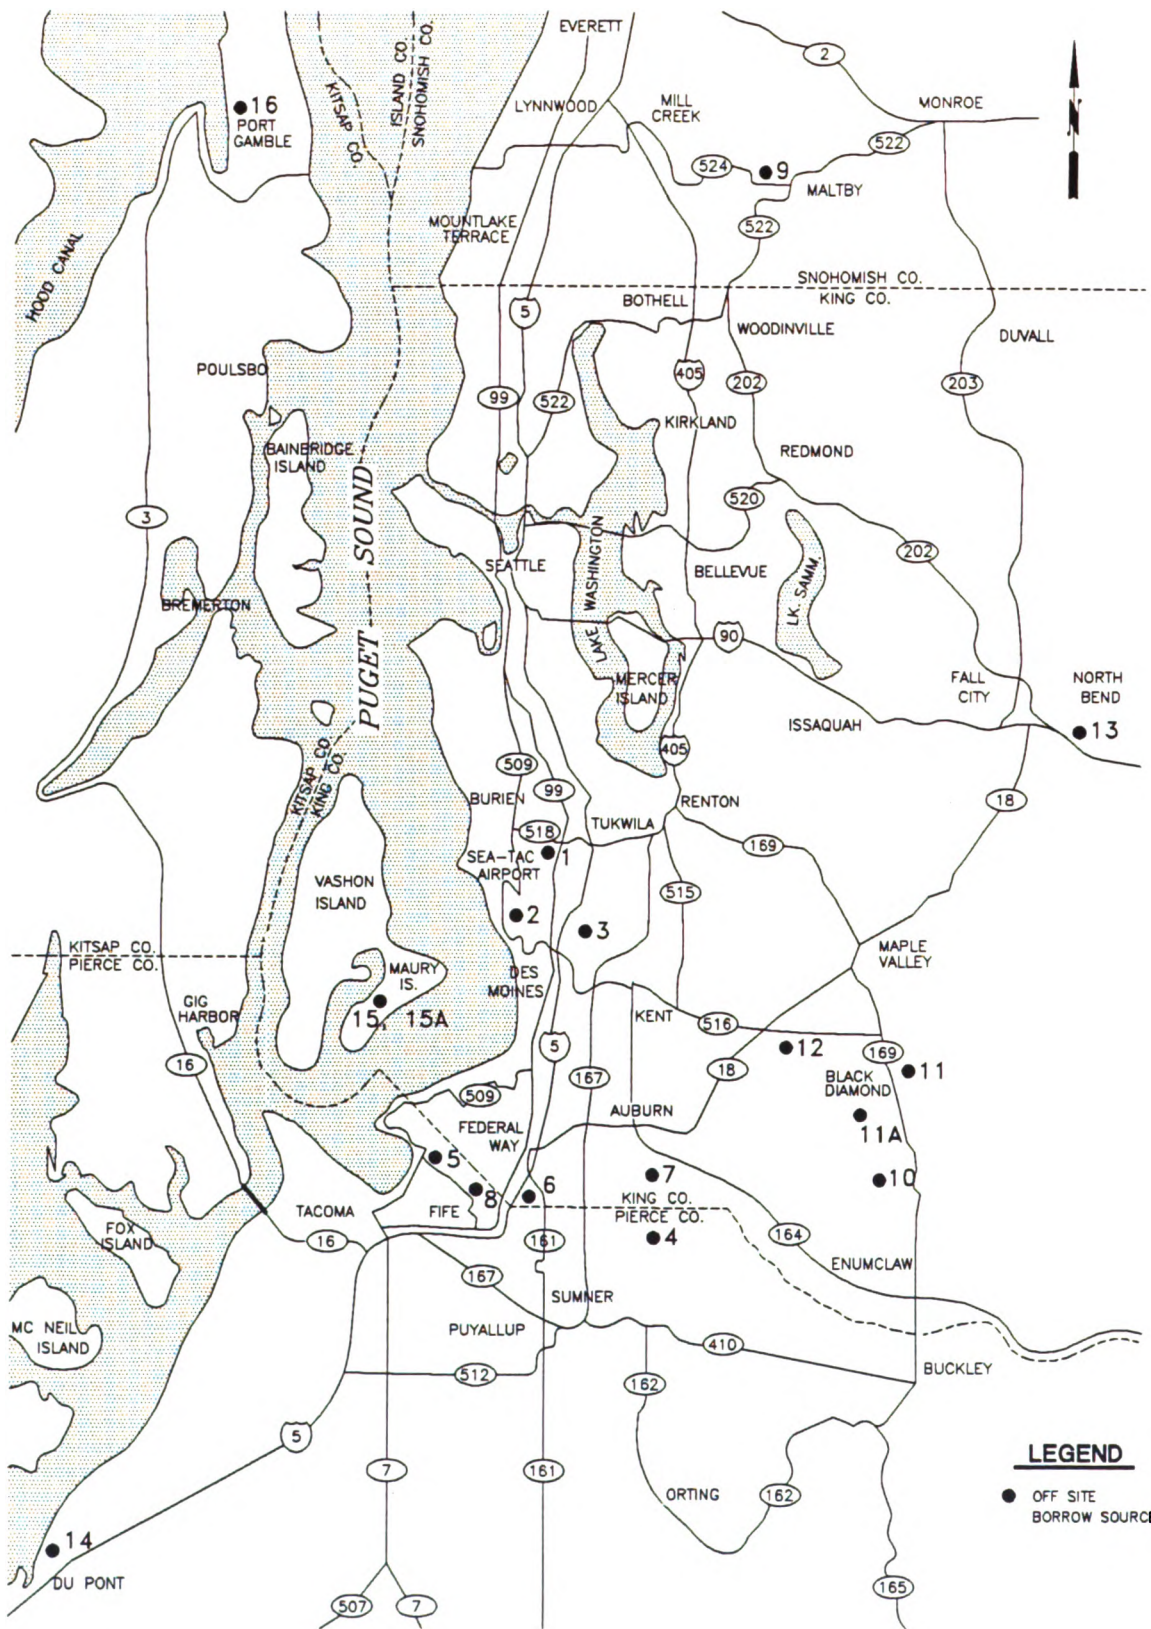 EVERETT
ISLAND CO.
SNOHOMISH CO.
KITSAP CO.
2
16
PORT
GAMBLE
LYNNWOOD
MILL
CREEK
MONROE
N
522
524
9
MALTBY
522
MOUNTLAKE
TERRACE
HOOD CANAL
SNOHOMISH CO.
KING CO.
BOTHELL
5
WOODINVILLE
DUVALL
POULSBO
405
99
522
202
203
KIRKLAND
BAINBRIDGE
ISLAND
REDMOND
PUGET SOUND
3
520
202
SEATTLE
BELLEVUE
LAKE WASHINGTON
LK. SAMM.
BREMERTON
90
MERCER
ISLAND
FALL
CITY
NORTH
BEND
ISSAQUAH
13
KITSAP CO.
KING CO.
405
509
99
BURIEN
RENTON
18
518
TUKWILA
169
SEA-TAC
AIRPORT
1
VASHON
ISLAND
515
2
3
KITSAP CO.
PIERCE CO.
MAPLE
VALLEY
MAURY
IS.
DES
MOINES
GIG
HARBOR
15, 15A
KENT
516
5
12
169
16
18
167
11
BLACK
DIAMOND
509
AUBURN
FEDERAL
WAY
11A
5
7
10
8
6
KING CO.
PIERCE CO.
TACOMA
FIFE
FOX
ISLAND
16
161
4
164
ENUMCLAW
167
SUMNER
MC NEIL
ISLAND
PUYALLUP
410
512
162
BUCKLEY
5
7
161
LEGEND
ORTING
162
OFF SITE
BORROW SOURCE
14
DU PONT
507
7
165